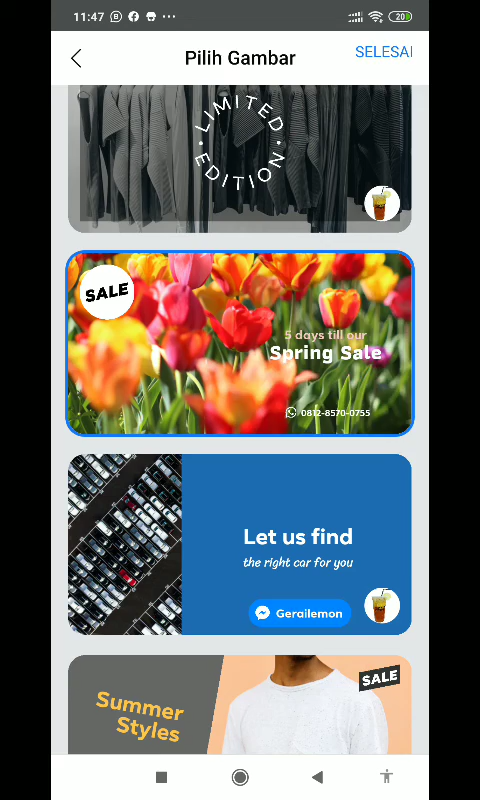 11:47
20
Pilih Gambar
SELESAI
LIMITED
EDITION
SALE
5 days till our
Spring Sale
0812-8570-0755
Let us find
the right car for you
Gerailemon
SALE
Summer
Styles